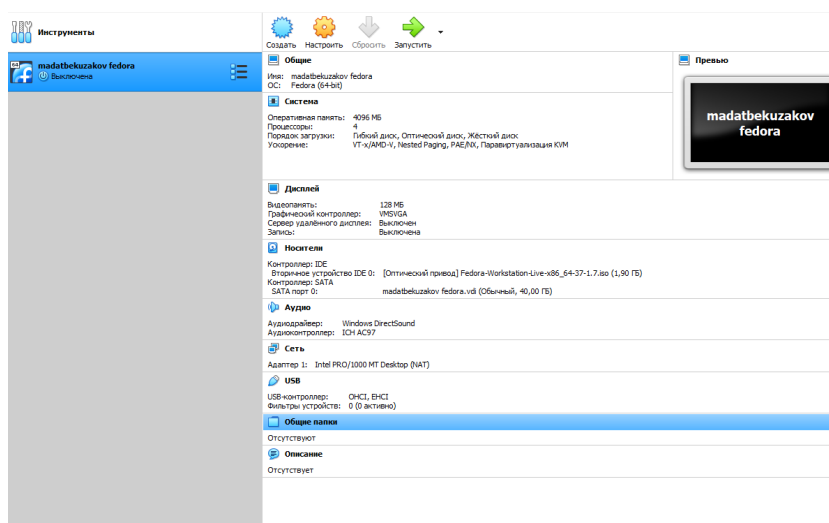 Инструменты
madatbekuzakov fedora
Выключена
Создать Настроить Сбросить Запустить
Общие
Имя: madatbekuzakov fedora
ОС: Fedora (64-bit)
Превью
madatbekuzakov
fedora
Система
Оперативная память: 4096 МБ
Процессоры: 4
Порядок загрузки: Гибкий диск, Оптический диск, Жёсткий диск
Ускорение: VT-x/AMD-V, Nested Paging, PAE/NX, Паравиртуализация KVM
Дисплей
Видеопамять: 128 МБ
Графический контроллер: VMSVGA
Сервер удалённого дисплея: Выключен
Запись: Выключена
Носители
Контроллер: IDE
Вторичное устройство IDE 0: [Оптический привод] Fedora-Workstation-Live-x86_64-37-1.7.iso (1,90 ГБ)
Контроллер: SATA
SATA порт 0: madatbekuzakov fedora.vdi (Обычный, 40,00 ГБ)
Аудио
Аудиодрайвер: Windows DirectSound
Аудиоконтроллер: ICH AC97
Сеть
Адаптер 1: Intel PRO/1000 MT Desktop (NAT)
USB
USB-контроллер: OHCI, EHCI
Фильтры устройств: 0 (0 активно)
Общие папки
Отсутствуют
Описание
Отсутствует